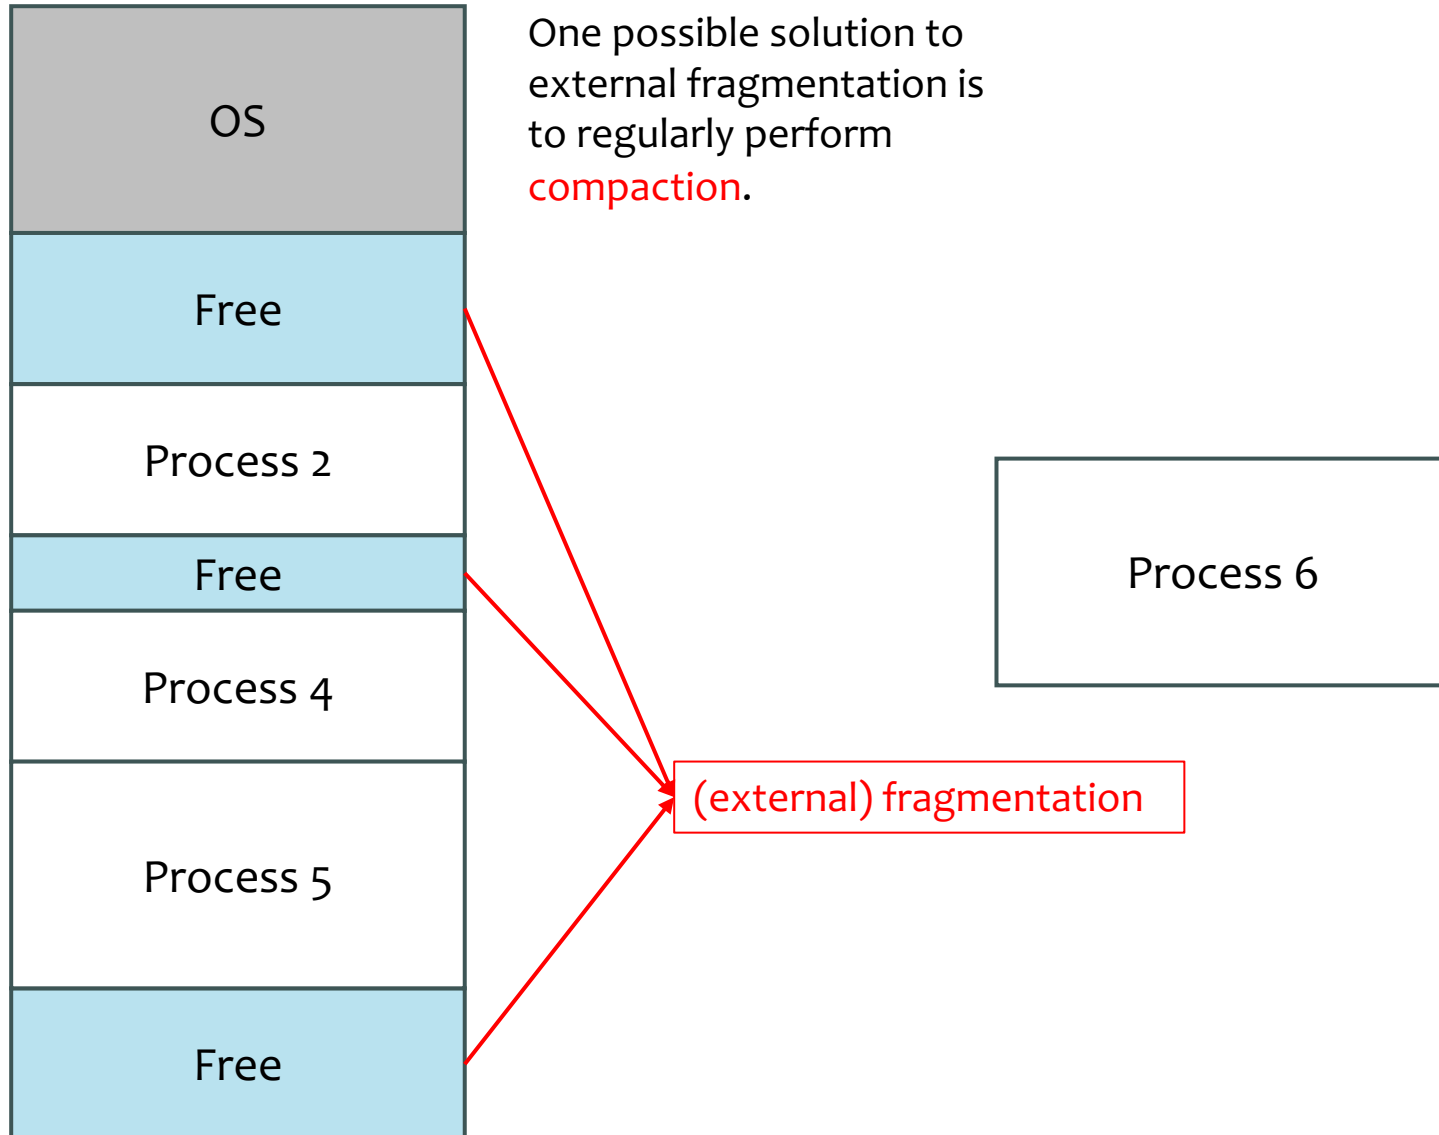 OS
One possible solution to
external fragmentation is
to regularly perform
compaction.
Free
Process 2
Free
Process 6
Process 4
(external) fragmentation
Process 5
Free